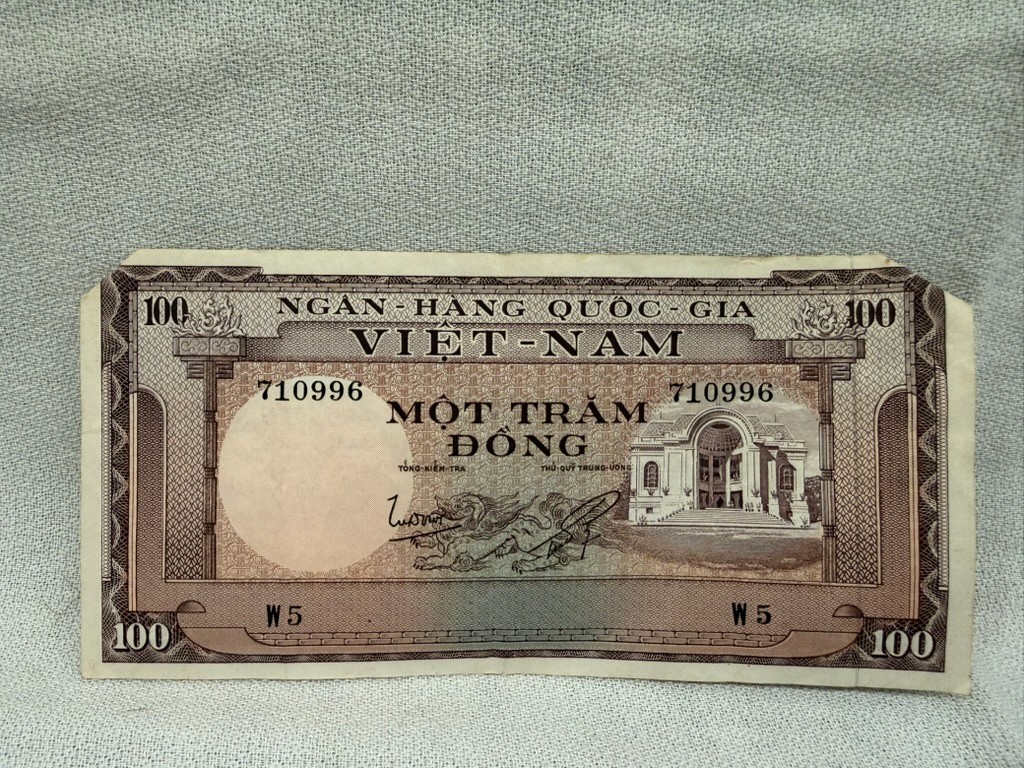 100 NGÂN-HÀNG QUỐC-GIA 100
VIỆT-NAM
710996 710996
MỘT TRĂM
ĐỒNG
TỔNG-KIỂM-TRA THỦ-QUỸ TRUNG-ƯƠNG
W5 W5
100 100